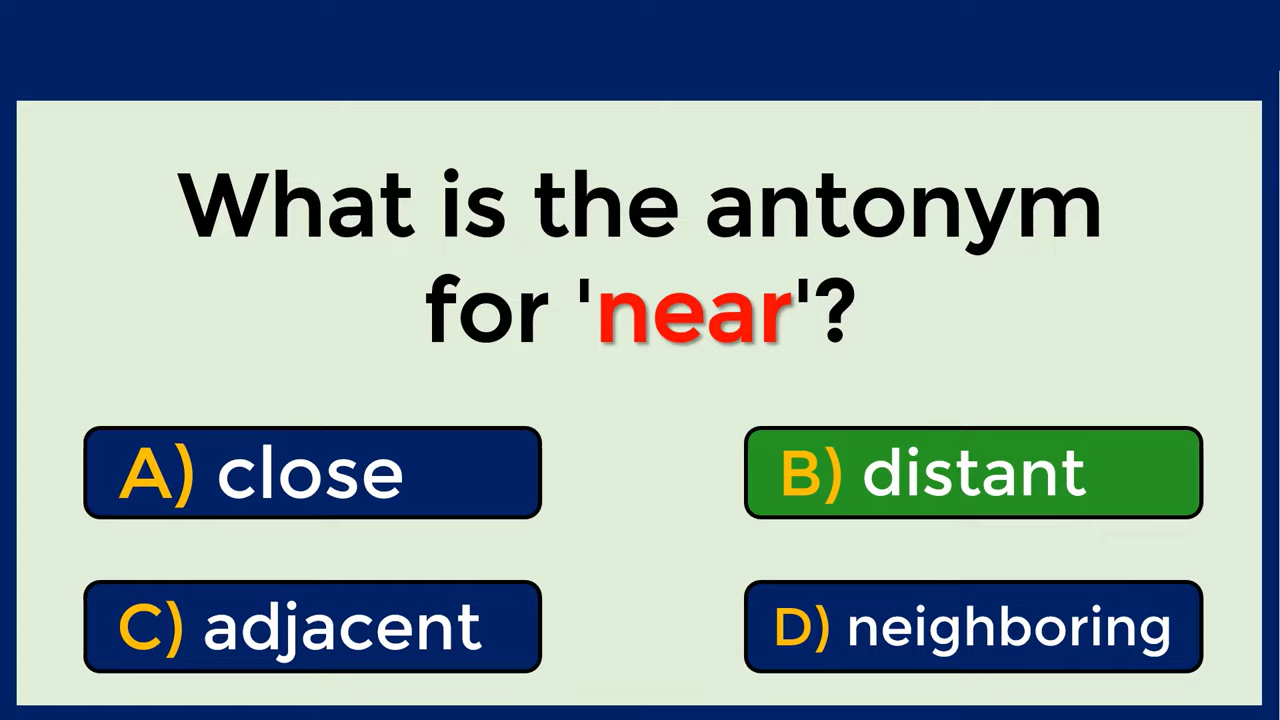 What is the antonym
for 'near'?
A) close
B) distant
C) adjacent
D) neighboring